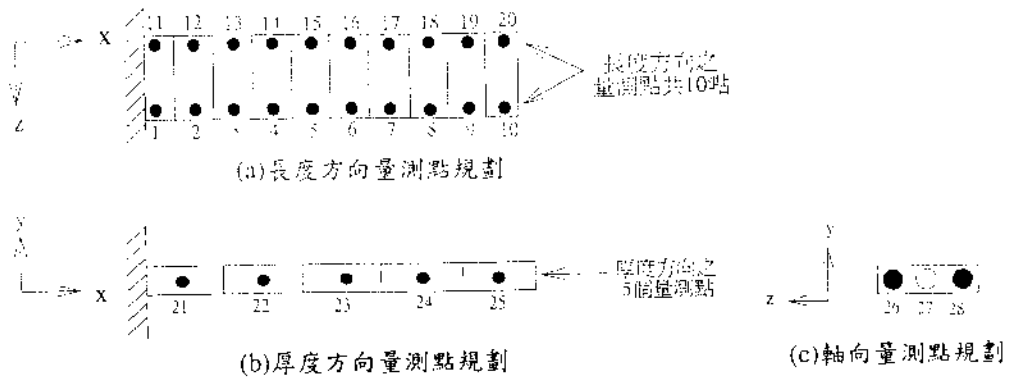 11 12 13 14 15 16 17 18 19 20
x
z
長度方向之
量測點共10點
1 2 3 4 5 6 7 8 9 10
(a)長度方向量測點規劃
y
x
厚度方向之
5個量測點
21 22 23 24 25
(b)厚度方向量測點規劃
y
z
26 27 28
(c)軸向量測點規劃